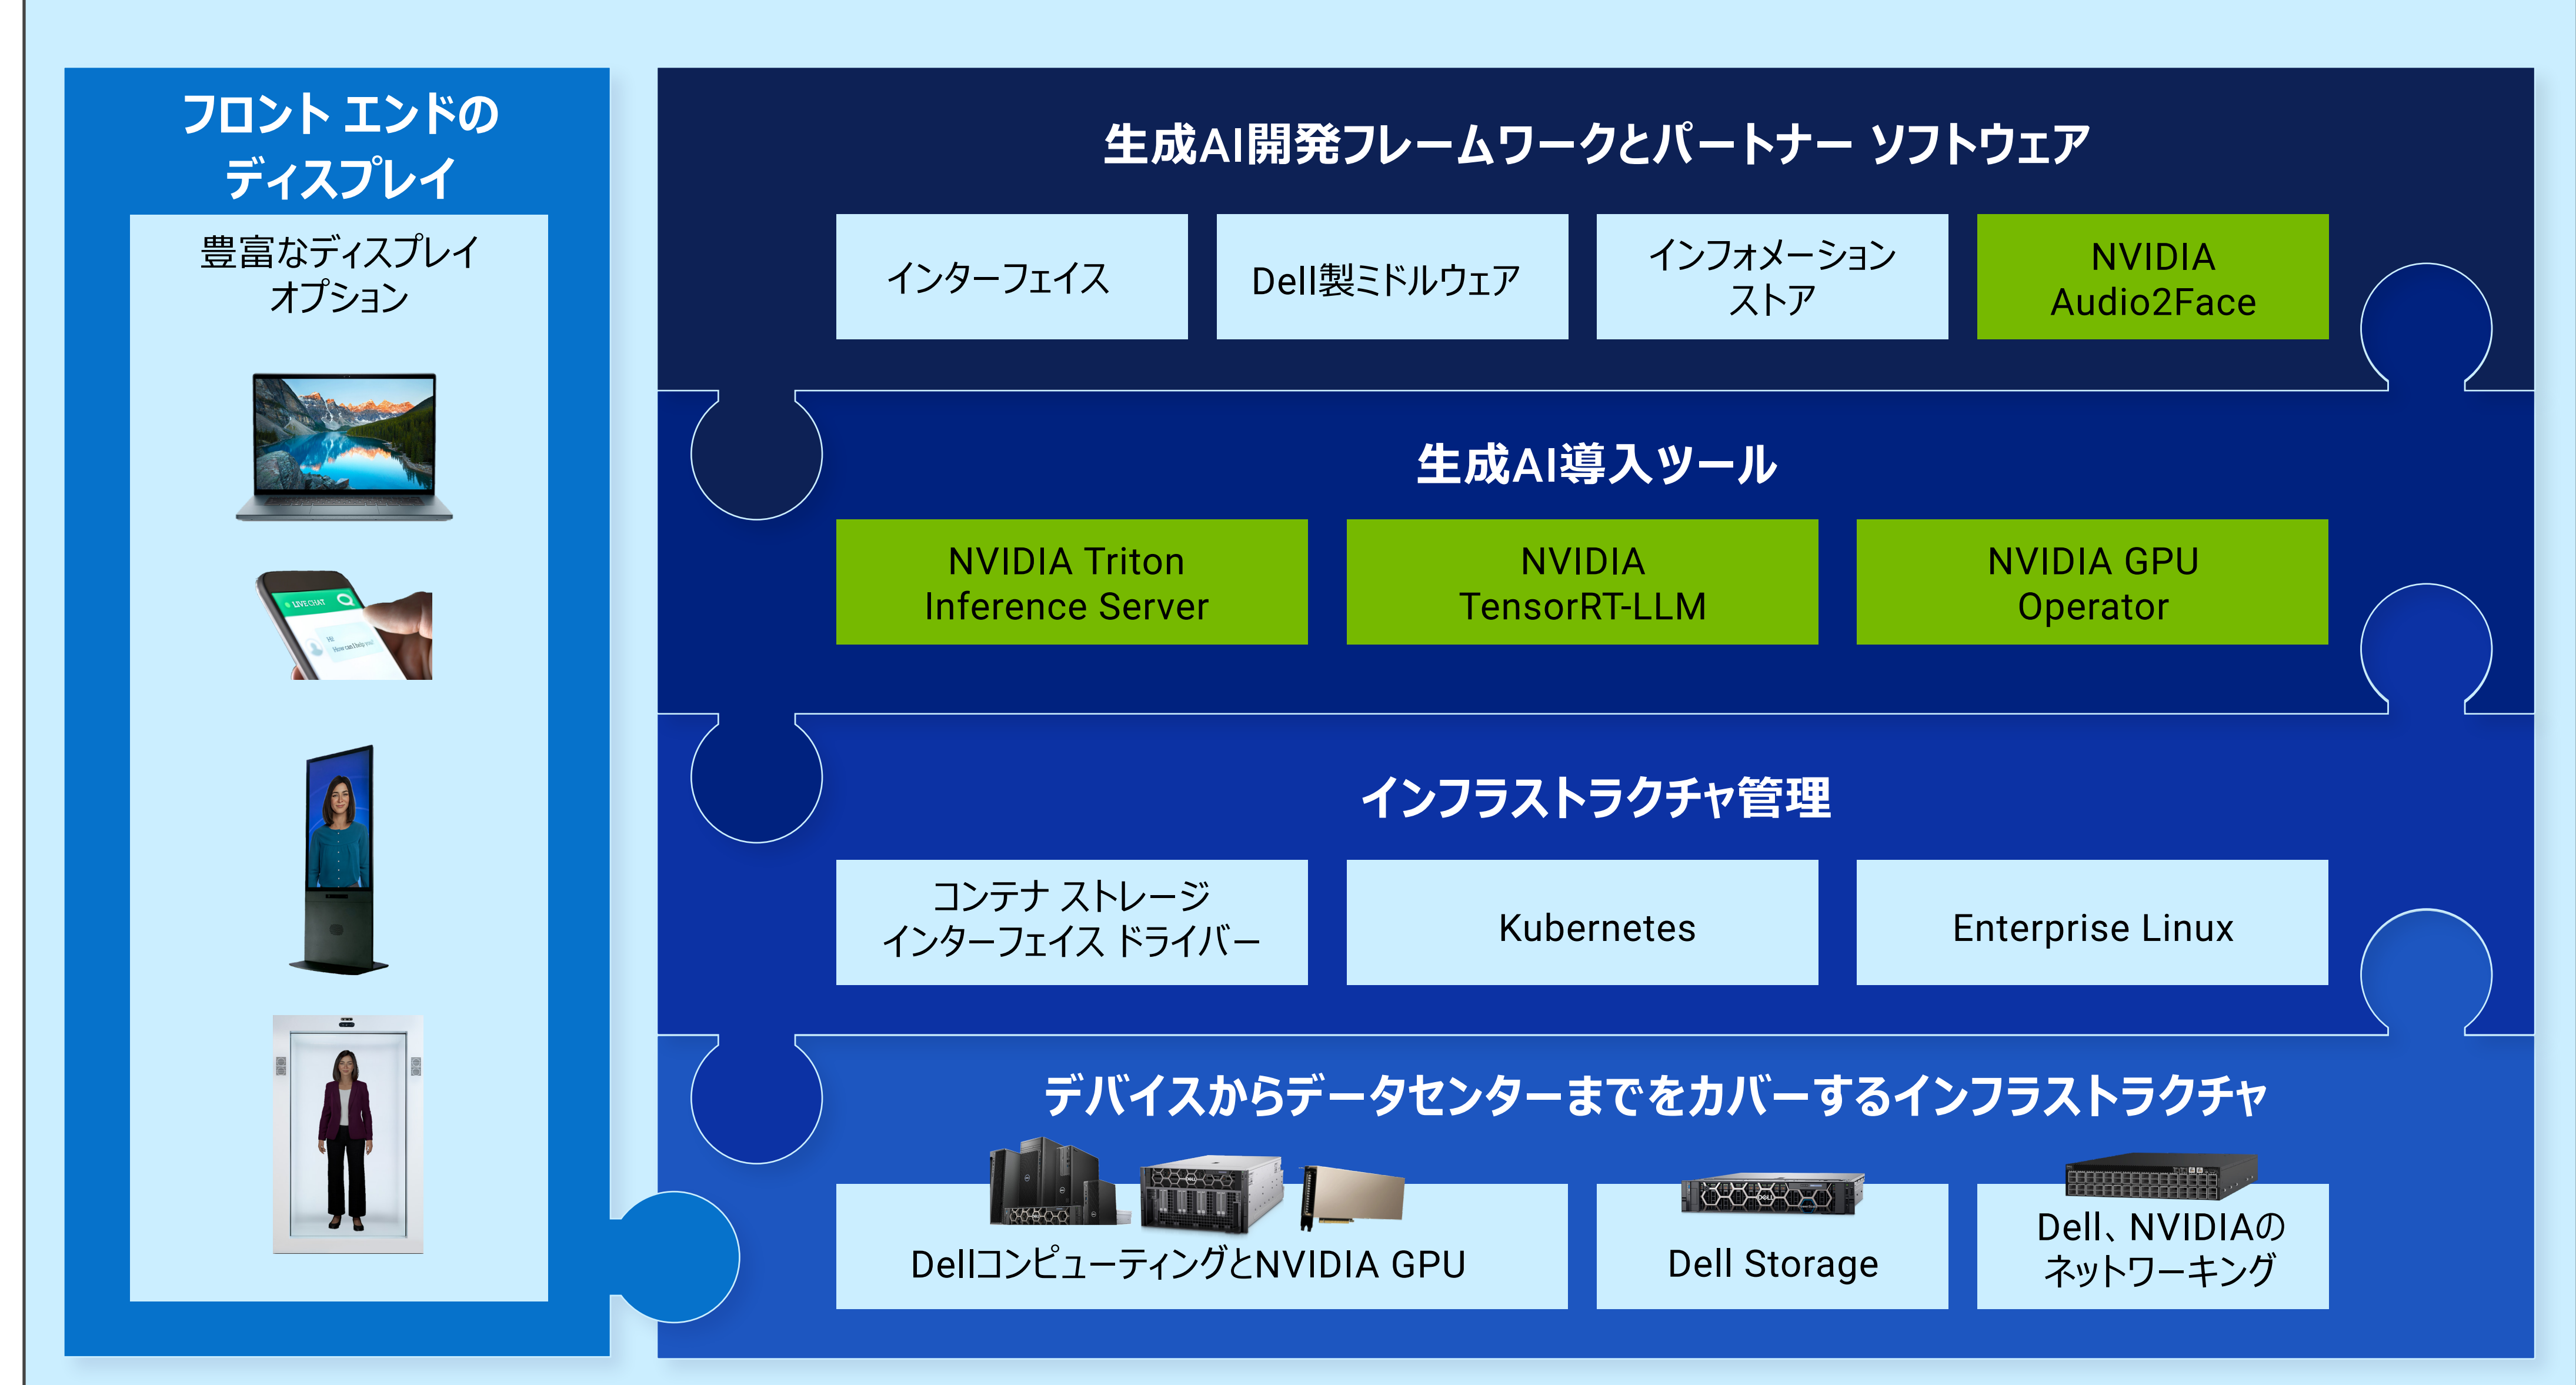 フロント エンドの
ディスプレイ
豊富なディスプレイ
オプション
LIVE CHAT
Hi!
How can I help you?
生成AI開発フレームワークとパートナー ソフトウェア
インターフェイス
Dell製ミドルウェア
インフォメーション
ストア
NVIDIA
Audio2Face
生成AI導入ツール
NVIDIA Triton
Inference Server
NVIDIA
TensorRT-LLM
NVIDIA GPU
Operator
インフラストラクチャ管理
コンテナ ストレージ
インターフェイス ドライバー
Kubernetes
Enterprise Linux
デバイスからデータセンターまでをカバーするインフラストラクチャ
DellコンピューティングとNVIDIA GPU
DELL
Dell Storage
Dell、NVIDIAの
ネットワーキング